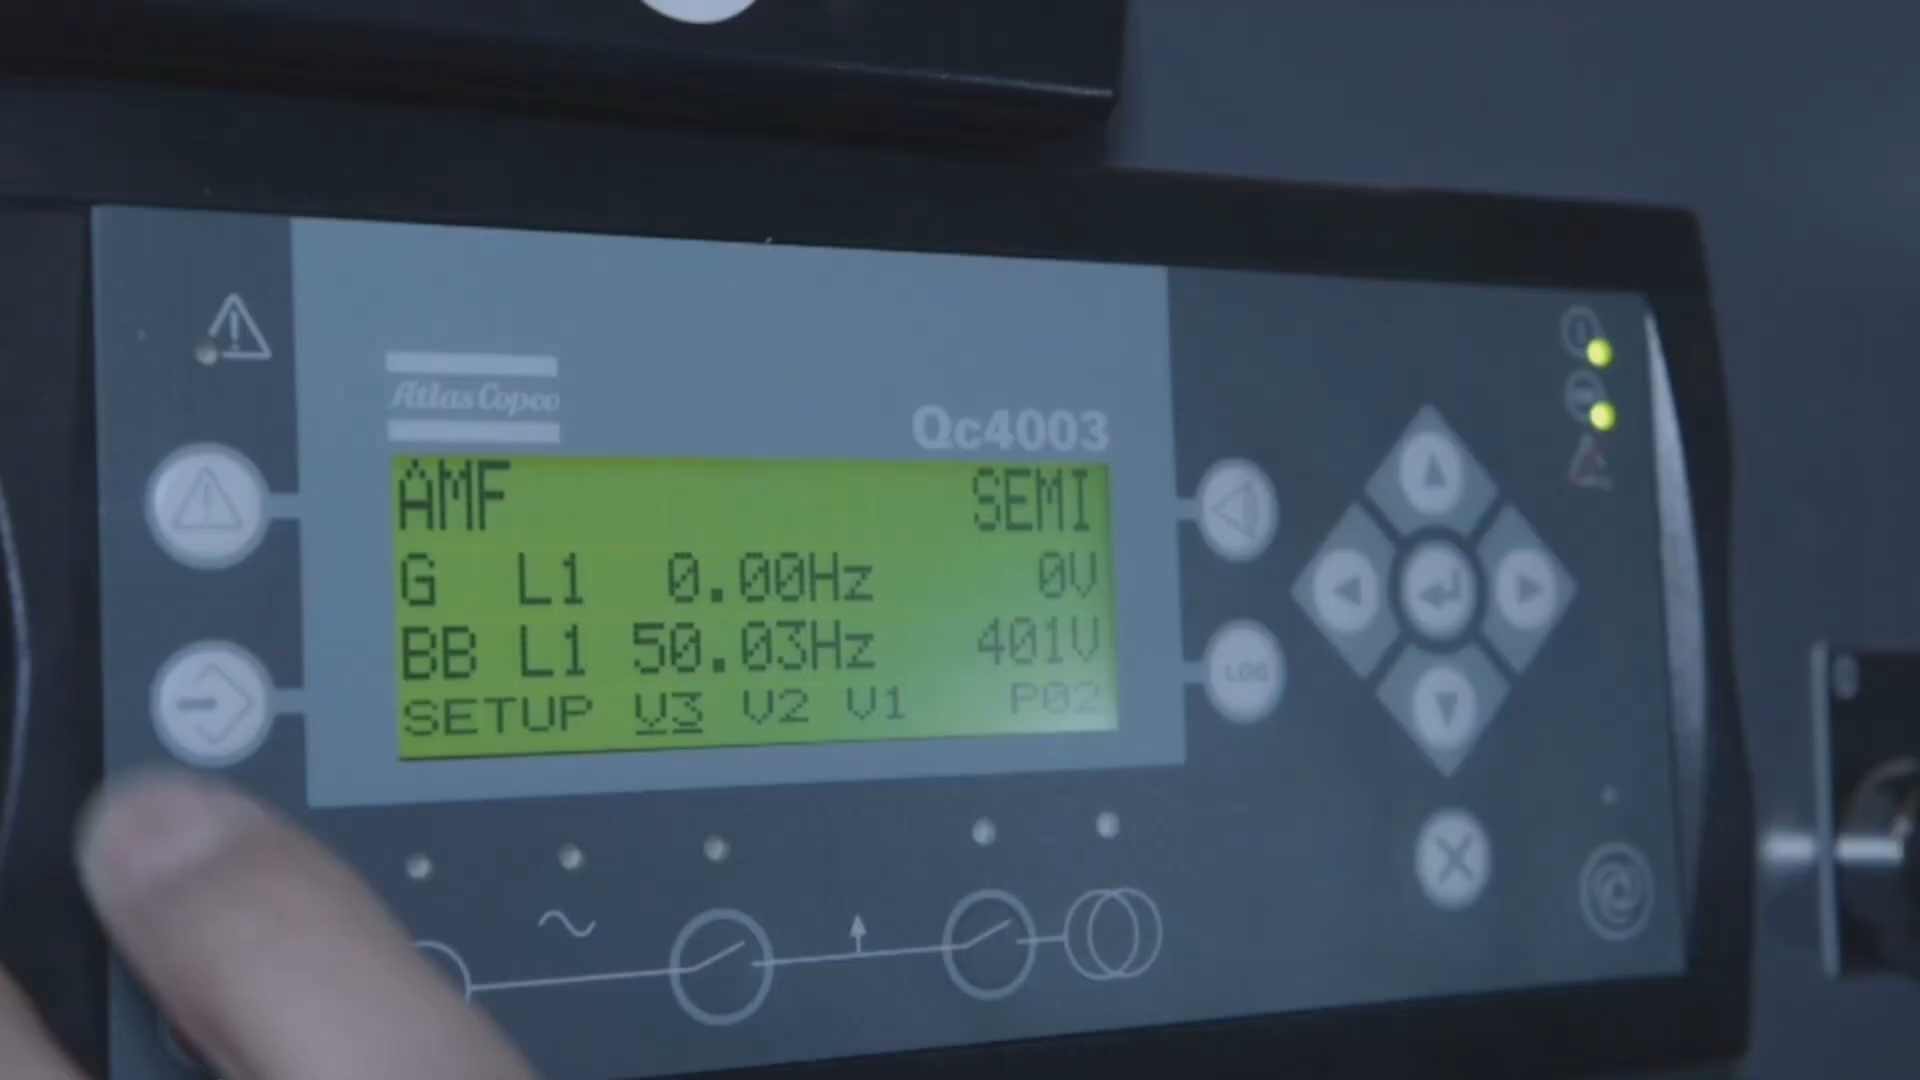 Atlas Copco
Qc4003
AMF SEMI
G L1 0.00Hz 0V
BB L1 50.03Hz 401V
SETUP V3 V2 V1 P02
LOG